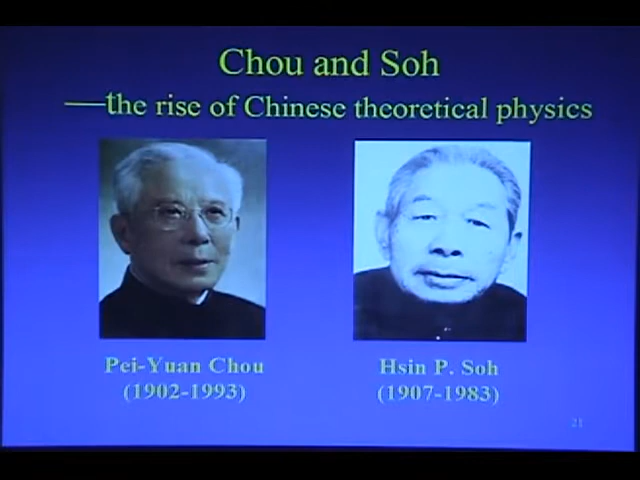 Chou and Soh
—the rise of Chinese theoretical physics
Pei-Yuan Chou
(1902-1993)
Hsin P. Soh
(1907-1983)
21